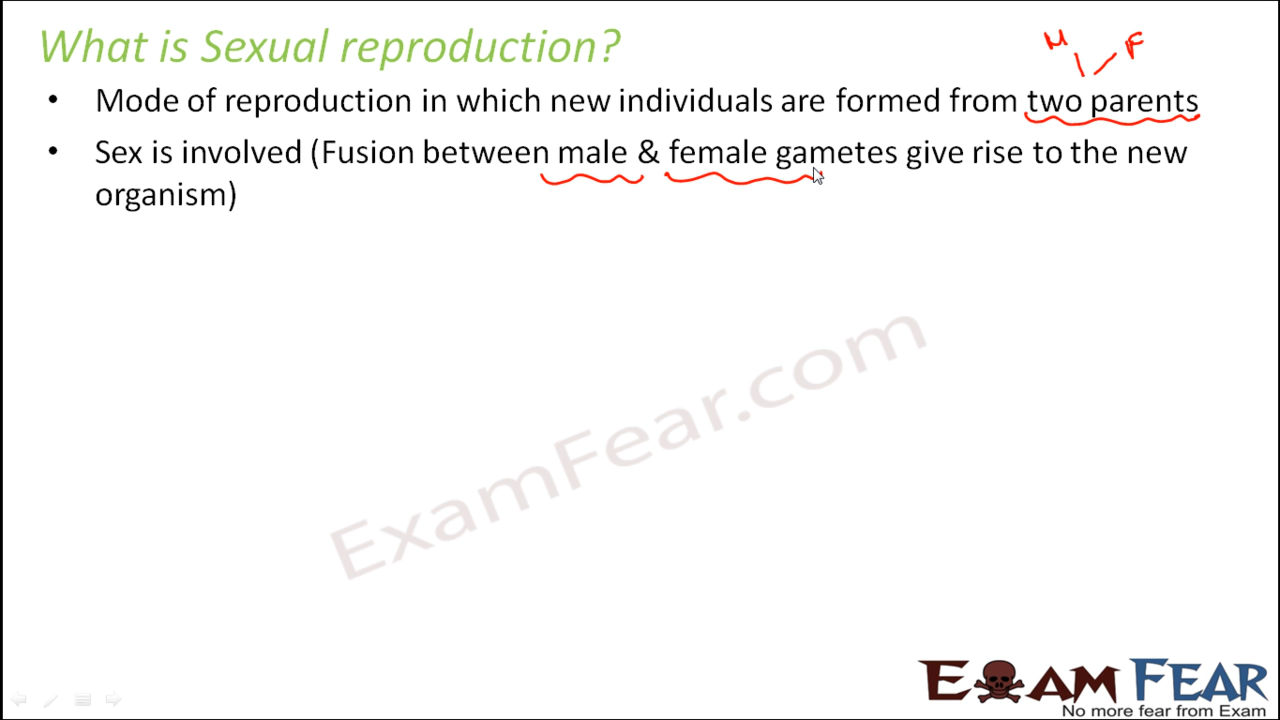 What is Sexual reproduction?
M F
• Mode of reproduction in which new individuals are formed from two parents
• Sex is involved (Fusion between male & female gametes give rise to the new
organism)
ExamFear.com
EXAM FEAR
No more fear from Exam